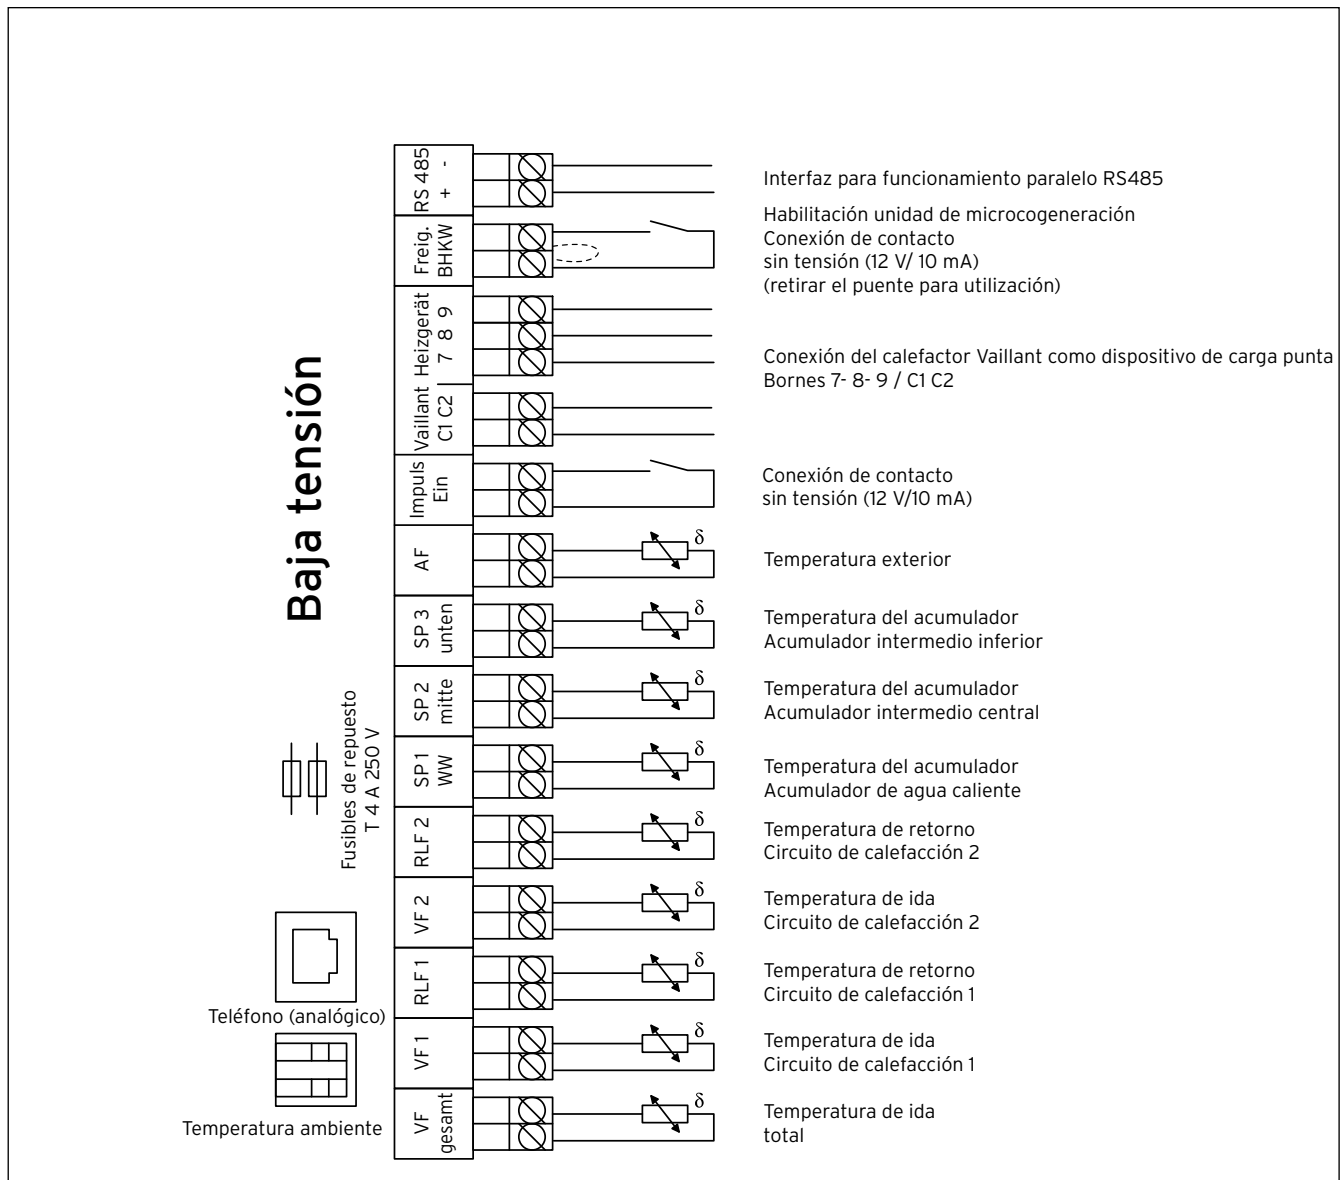 Baja tensión
Fusibles de repuesto
T 4 A 250 V
Teléfono (analógico)
Temperatura ambiente
RS 485
+ -
Freig.
BHKW
Vaillant Heizgerät
C1 C2 7 8 9
Impuls
Ein
AF
SP 3
unten
SP 2
mitte
SP1
WW
RLF 2
VF 2
RLF 1
VF 1
VF
gesamt
δ
δ
δ
δ
δ
δ
δ
δ
δ
Interfaz para funcionamiento paralelo RS485
Habilitación unidad de microcogeneración
Conexión de contacto
sin tensión (12 V/ 10 mA)
(retirar el puente para utilización)
Conexión del calefactor Vaillant como dispositivo de carga punta
Bornes 7- 8- 9 / C1 C2
Conexión de contacto
sin tensión (12 V/10 mA)
Temperatura exterior
Temperatura del acumulador
Acumulador intermedio inferior
Temperatura del acumulador
Acumulador intermedio central
Temperatura del acumulador
Acumulador de agua caliente
Temperatura de retorno
Circuito de calefacción 2
Temperatura de ida
Circuito de calefacción 2
Temperatura de retorno
Circuito de calefacción 1
Temperatura de ida
Circuito de calefacción 1
Temperatura de ida
total